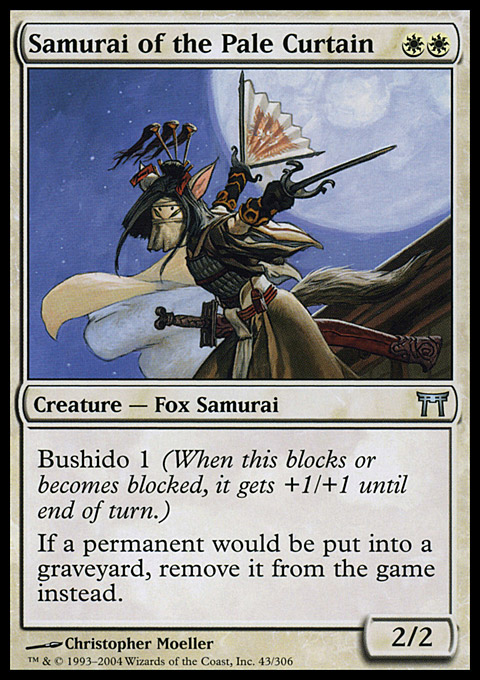 Samurai of the Pale Curtain
Creature — Fox Samurai
Bushido 1 (When this blocks or
becomes blocked, it gets +1/+1 until
end of turn.)
If a permanent would be put into a
graveyard, remove it from the game
instead.
Christopher Moeller
2/2
™ & © 1993–2004 Wizards of the Coast, Inc. 43/306